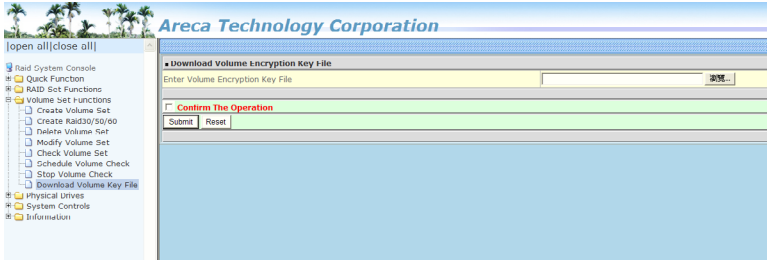 Areca Technology Corporation
|open all|close all|
Raid System Console
Quick Function
RAID Set Functions
Volume Set Functions
Create Volume Set
Create Raid30/50/60
Delete Volume Set
Modify Volume Set
Check Volume Set
Schedule Volume Check
Stop Volume Check
Download Volume Key File
Physical Drives
System Controls
Information
Download Volume Encryption Key File
Enter Volume Encryption Key File
瀏覽...
Confirm The Operation
Submit Reset